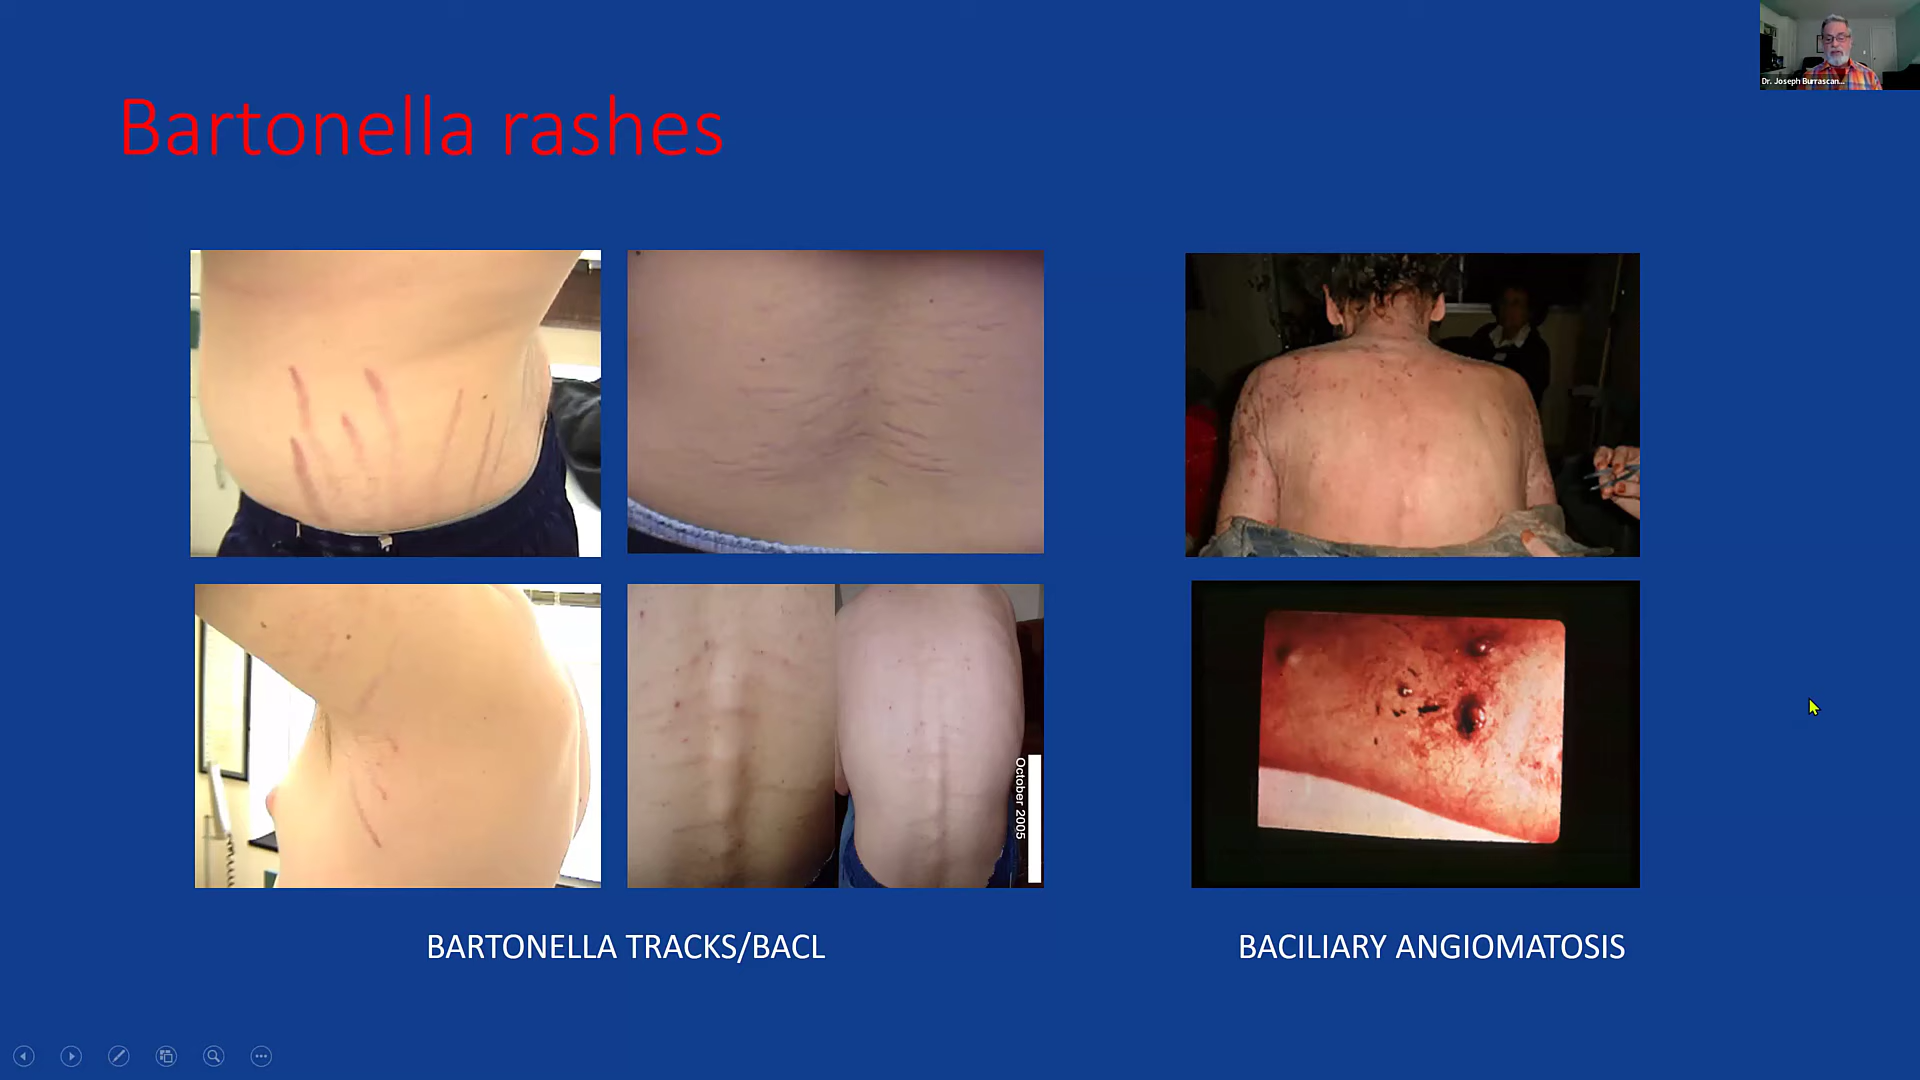 Dr. Joseph Burrascan...
Bartonella rashes
October 2005
BARTONELLA TRACKS/BACL
BACILIARY ANGIOMATOSIS